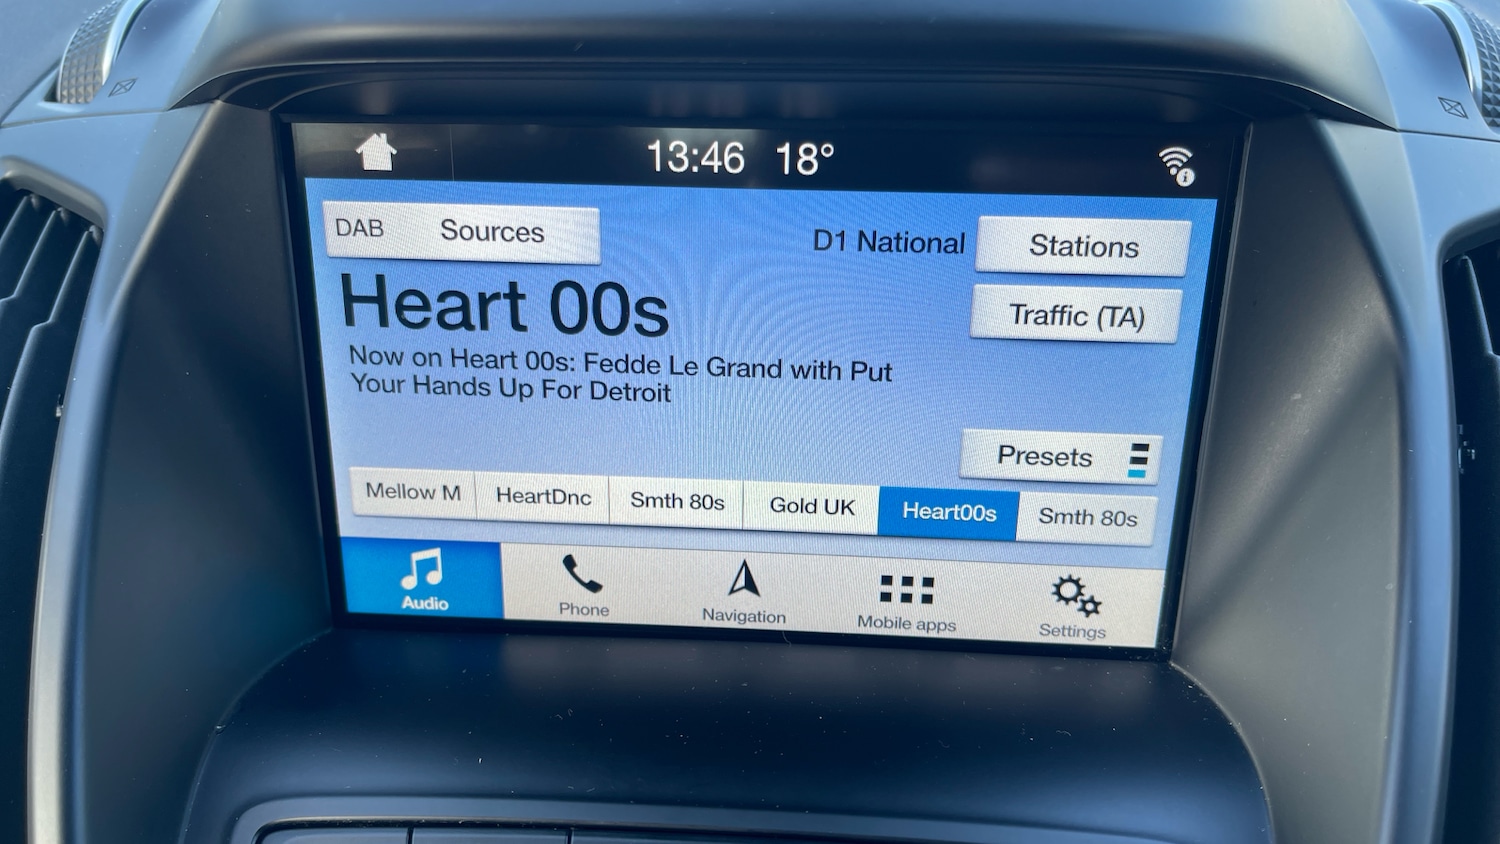 13:46 18°
DAB Sources
D1 National Stations
Heart 00s
Traffic (TA)
Now on Heart 00s: Fedde Le Grand with Put
Your Hands Up For Detroit
Presets
Mellow M HeartDnc Smth 80s Gold UK Heart00s Smth 80s
Audio Phone Navigation Mobile apps Settings